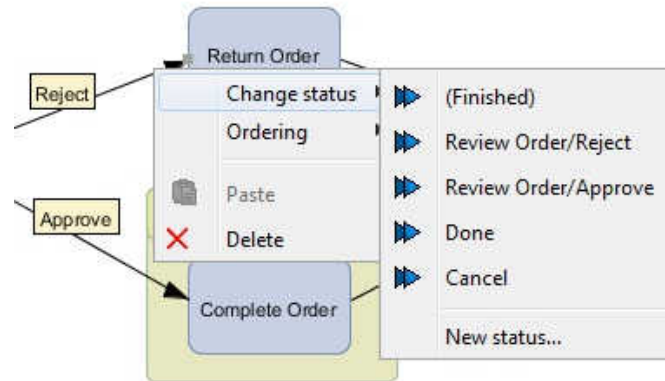 Return Order
Reject
Change status
(Finished)
Ordering
Review Order/Reject
Paste
Review Order/Approve
Approve
Delete
Done
Cancel
Complete Order
New status...